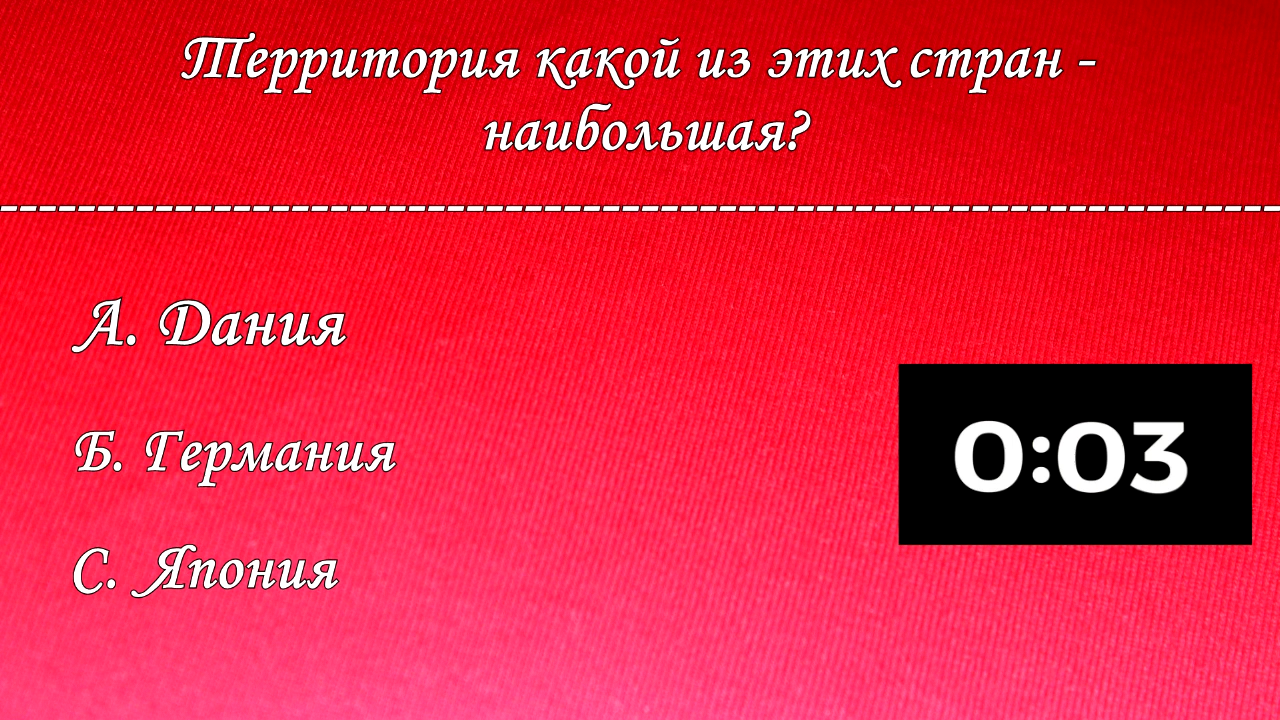 Территория какой из этих стран -
наибольшая?
А. Дания
Б. Германия
0:03
С. Япония